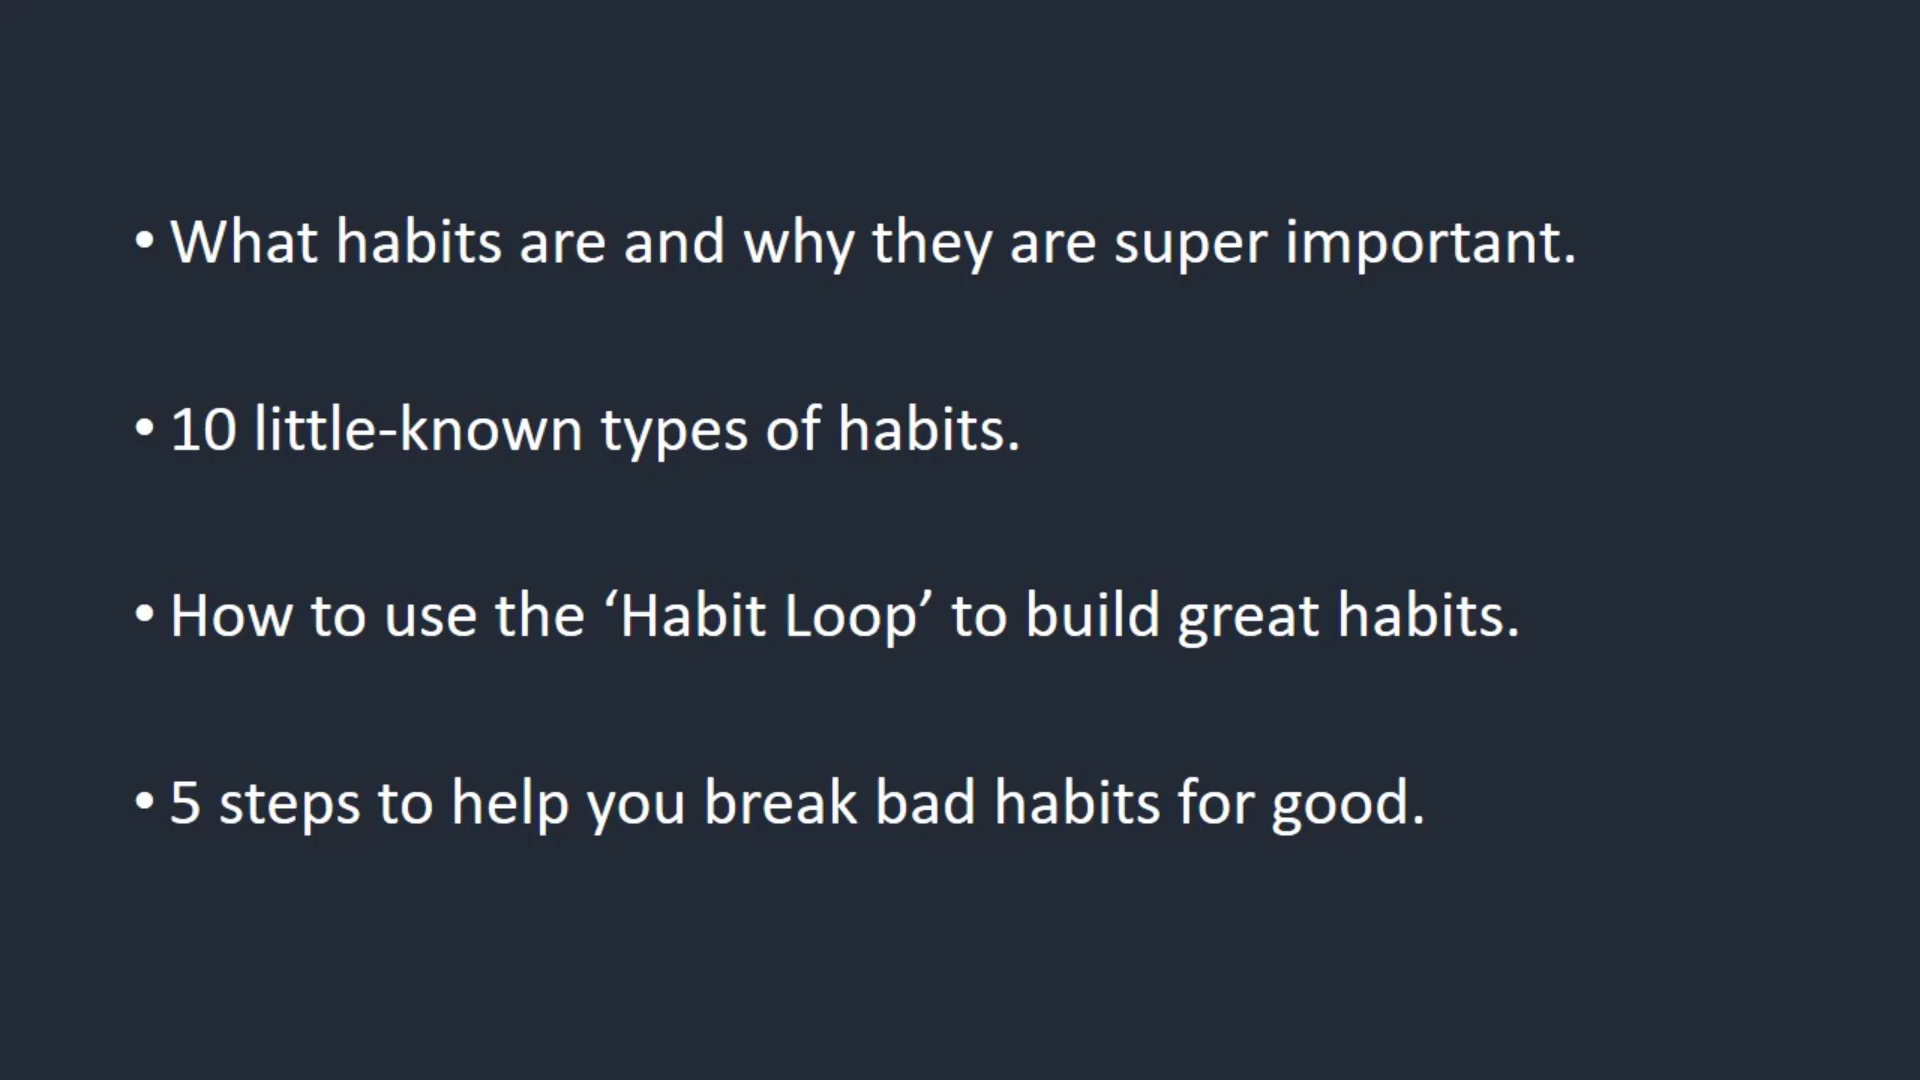 • What habits are and why they are super important.
• 10 little-known types of habits.
• How to use the ‘Habit Loop’ to build great habits.
• 5 steps to help you break bad habits for good.